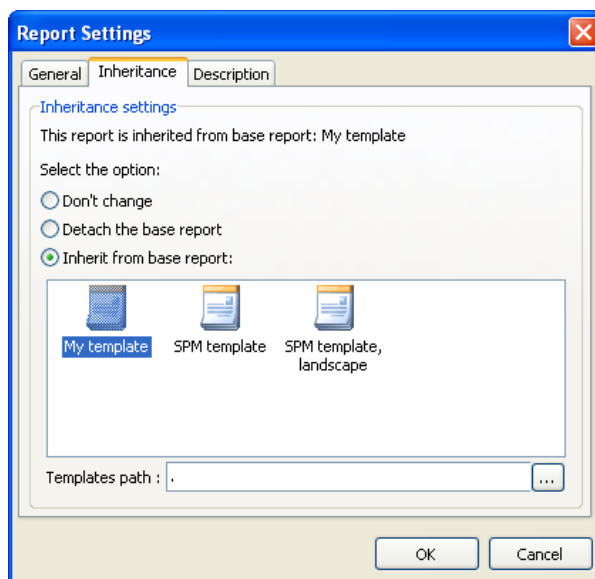 Report Settings
General Inheritance Description
Inheritance settings
This report is inherited from base report: My template
Select the option:
Don't change
Detach the base report
Inherit from base report:
My template SPM template SPM template,
landscape
Templates path : . ...
OK Cancel